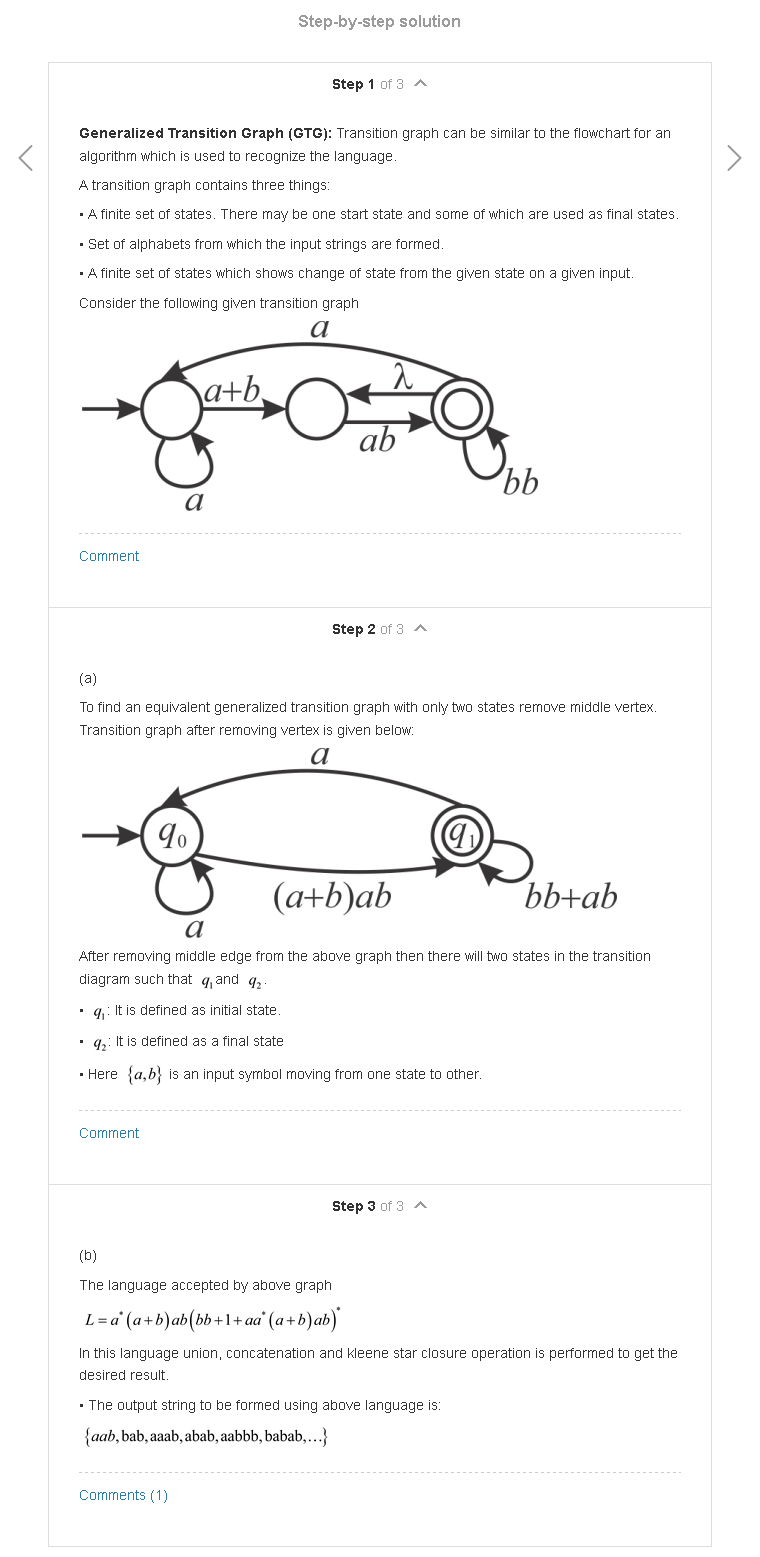 Step-by-step solution
Step 1 of 3
Generalized Transition Graph (GTG): Transition graph can be similar to the flowchart for an
algorithm which is used to recognize the language.
A transition graph contains three things:
• A finite set of states. There may be one start state and some of which are used as final states.
• Set of alphabets from which the input strings are formed.
• A finite set of states which shows change of state from the given state on a given input.
Consider the following given transition graph
a
a+b
λ
ab
a
bb
Comment
Step 2 of 3
(a)
To find an equivalent generalized transition graph with only two states remove middle vertex.
Transition graph after removing vertex is given below:
a
q₀
q₁
(a+b)ab
bb+ab
a
After removing middle edge from the above graph then there will two states in the transition
diagram such that q₁ and q₂.
• q₁: It is defined as initial state.
• q₂: It is defined as a final state
• Here {a,b} is an input symbol moving from one state to other.
Comment
Step 3 of 3
(b)
The language accepted by above graph
L=a*(a+b)ab(bb+1+aa*(a+b)ab)*
In this language union, concatenation and kleene star closure operation is performed to get the
desired result.
• The output string to be formed using above language is:
{aab, bab, aaab, abab, aabbb, babab,...}
Comments (1)